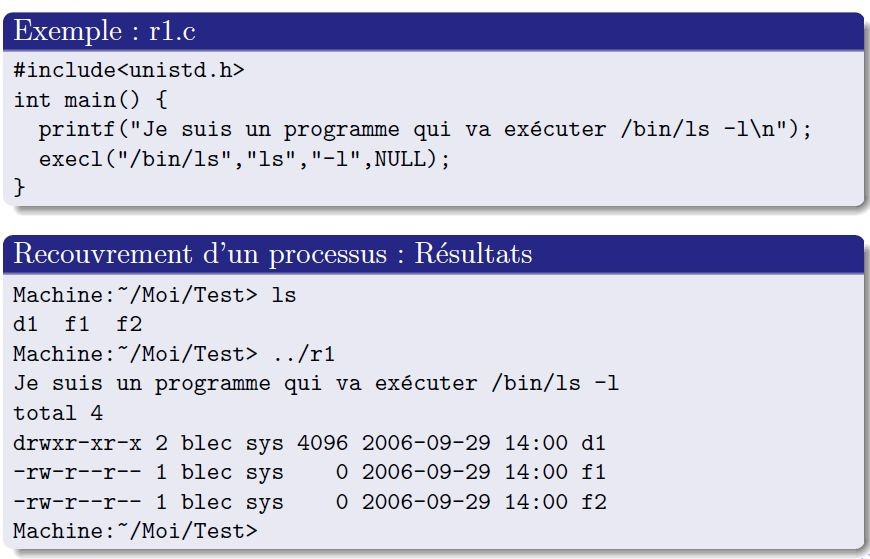 Exemple : r1.c
#include<unistd.h>
int main() {
  printf("Je suis un programme qui va exécuter /bin/ls -l\n");
  execl("/bin/ls","ls","-l",NULL);
}
Recouvrement d'un processus : Résultats
Machine:~/Moi/Test> ls
d1  f1  f2
Machine:~/Moi/Test> ../r1
Je suis un programme qui va exécuter /bin/ls -l
total 4
drwxr-xr-x 2 blec sys 4096 2006-09-29 14:00 d1
-rw-r--r-- 1 blec sys    0 2006-09-29 14:00 f1
-rw-r--r-- 1 blec sys    0 2006-09-29 14:00 f2
Machine:~/Moi/Test>